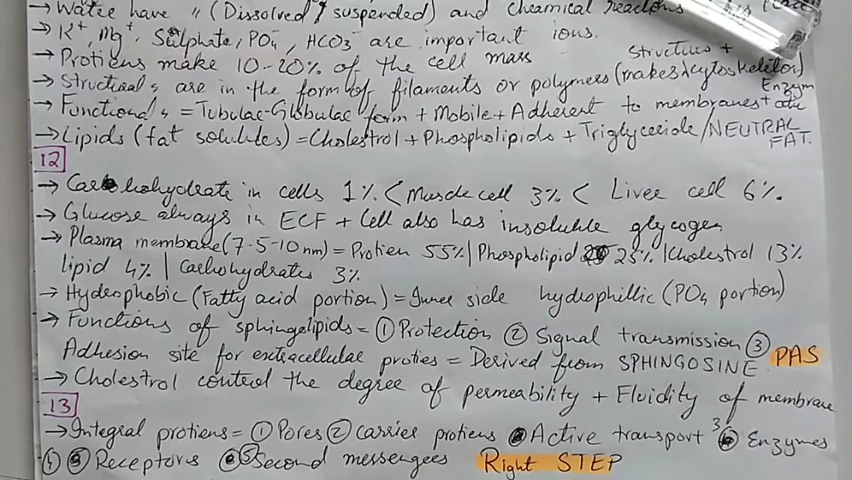 → Water have " (Dissolved & suspended) and chemical reactions
→ K⁺, Mg⁺, Sulphate, PO₄⁻, HCO₃⁻ are important ions.
→ Protiens make 10-20% of the cell mass
→ Structural " are in the form of filaments or polymers (makes cytoskeleton)
Structures +
→ Functional " = Tubular-Globular form + Mobile + Adherent to membranes +
Enzym
→ Lipids (fat solubles) = Cholestrol + Phospholipids + Triglyceride / NEUTRAL FAT.
12
→ Carbohydrate in cells 1% < Muscle cell 3% < Liver cell 6%.
→ Glucose always in ECF + Cell also has insoluble glycogen
→ Plasma membrane (7.5-10 nm) = Protien 55% | Phospholipid 25% | Cholestrol 13%
lipid 4% | Carbohydrates 3%
→ Hydrophobic (Fatty acid portion) = Inner side hydrophillic (PO₄ portion)
→ Functions of sphingolipids = ① Protection ② Signal transmission ③
Adhesion site for extracellular proties = Derived from SPHINGOSINE. PAS
→ Cholestrol control the degree of permeability + Fluidity of membrane
13
→ Integral protiens = ① Pores ② Carrier protiens Active transport ③ Enzymes
④ Receptors ⑤ Second messengers Right STEP